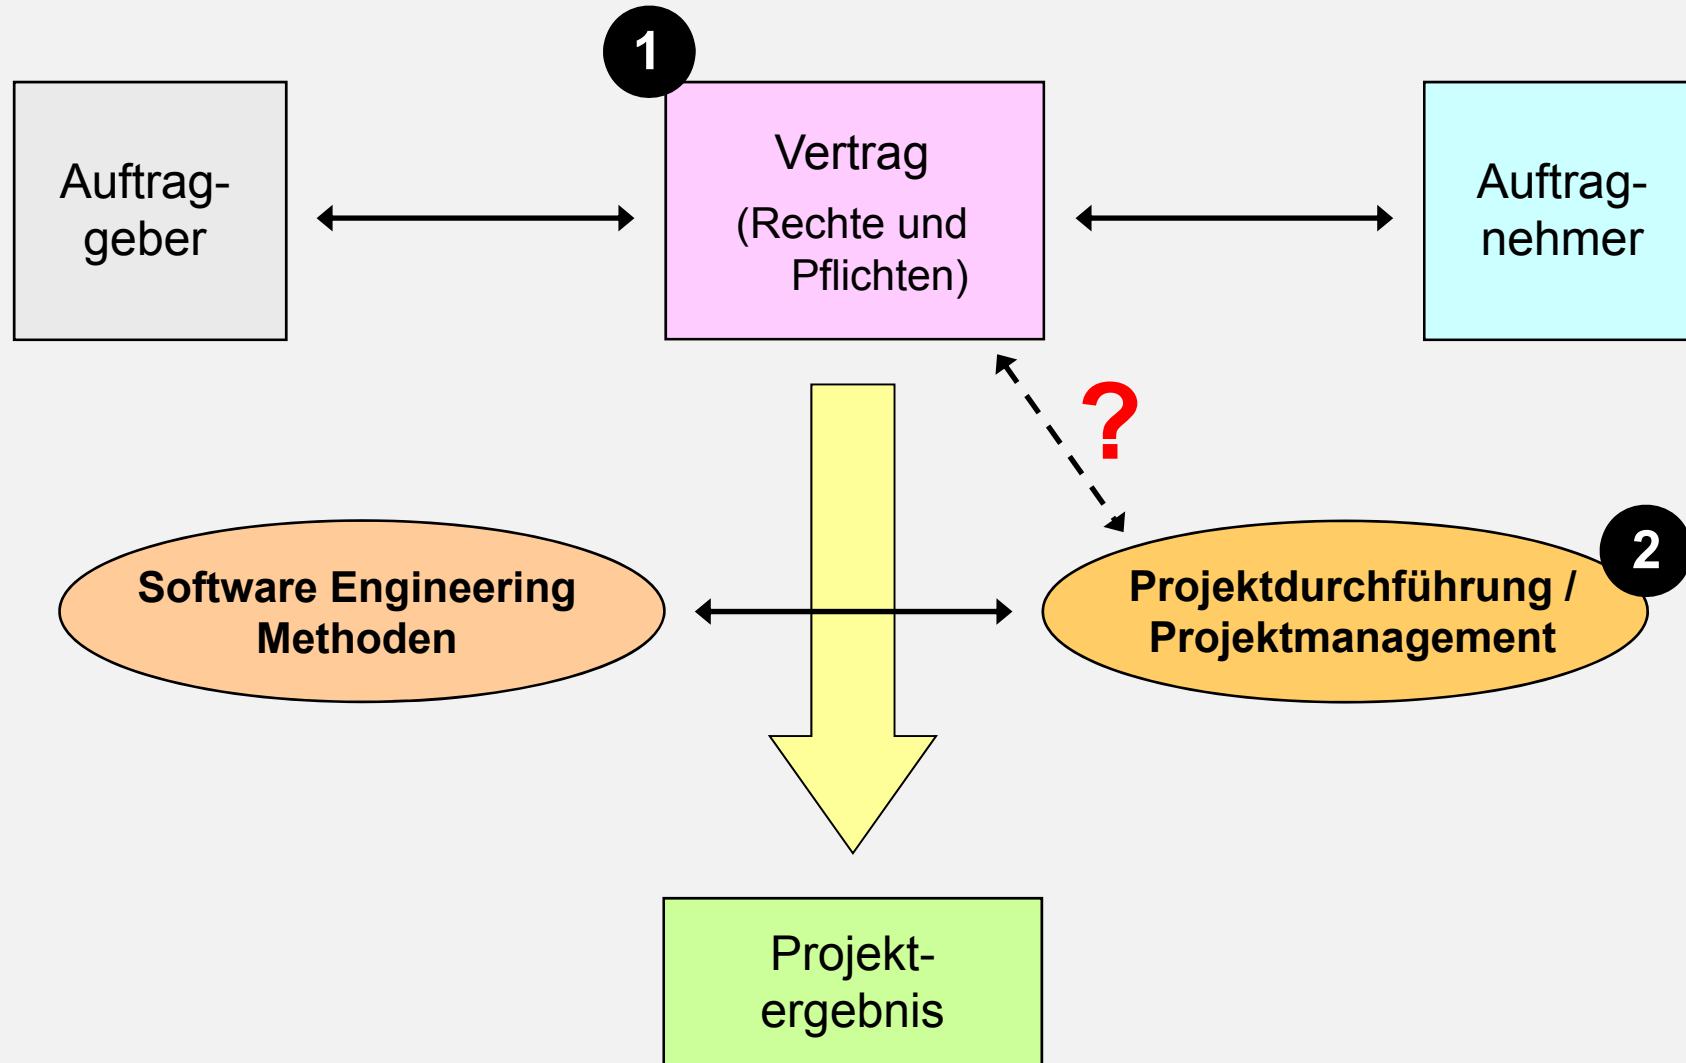 1
Auftrag-
geber
Vertrag
(Rechte und
Pflichten)
Auftrag-
nehmer
?
2
Software Engineering
Methoden
Projektdurchführung /
Projektmanagement
Projekt-
ergebnis